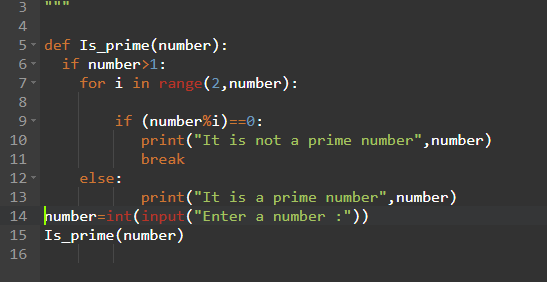 3 """
4
5 def Is_prime(number):
6   if number>1:
7     for i in range(2,number):
8
9         if (number%i)==0:
10            print("It is not a prime number",number)
11            break
12    else:
13            print("It is a prime number",number)
14 number=int(input("Enter a number :"))
15 Is_prime(number)
16